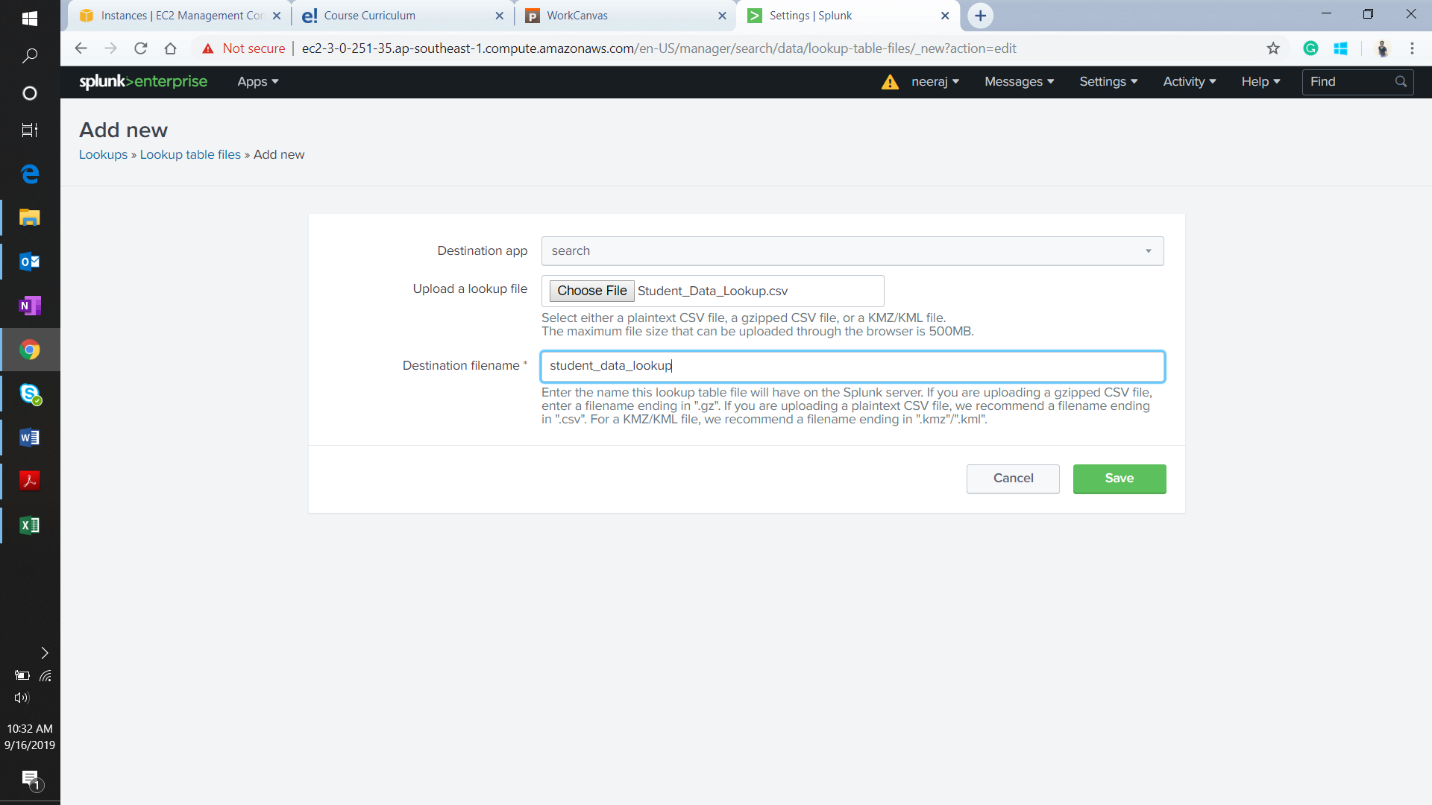 Instances | EC2 Management Co
Course Curriculum
WorkCanvas
Settings | Splunk
Not secure | ec2-3-0-251-35.ap-southeast-1.compute.amazonaws.com/en-US/manager/search/data/lookup-table-files/_new?action=edit
splunk>enterprise Apps neeraj Messages Settings Activity Help Find
Add new
Lookups » Lookup table files » Add new
Destination app search
Upload a lookup file Choose File Student_Data_Lookup.csv
Select either a plaintext CSV file, a gzipped CSV file, or a KMZ/KML file.
The maximum file size that can be uploaded through the browser is 500MB.
Destination filename * student_data_lookup
Enter the name this lookup table file will have on the Splunk server. If you are uploading a gzipped CSV file,
enter a filename ending in ".gz". If you are uploading a plaintext CSV file, we recommend a filename ending
in ".csv". For a KMZ/KML file, we recommend a filename ending in ".kmz"/".kml".
Cancel Save
10:32 AM
9/16/2019
1